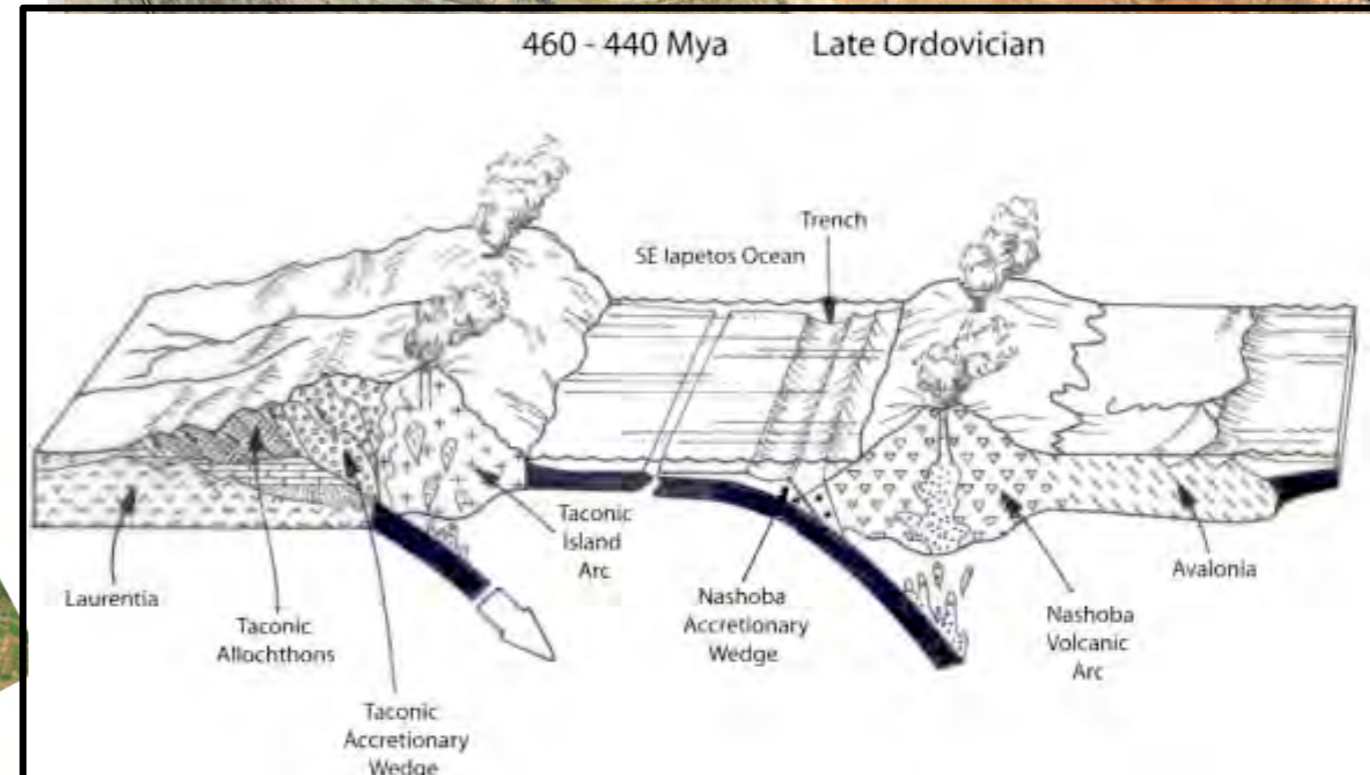 460 - 440 Mya Late Ordovician
Trench
SE Iapetos Ocean
Taconic
Island
Arc
Laurentia
Taconic
Allochthons
Nashoba
Accretionary
Wedge
Avalonia
Nashoba
Volcanic
Arc
Taconic
Accretionary
Wedge